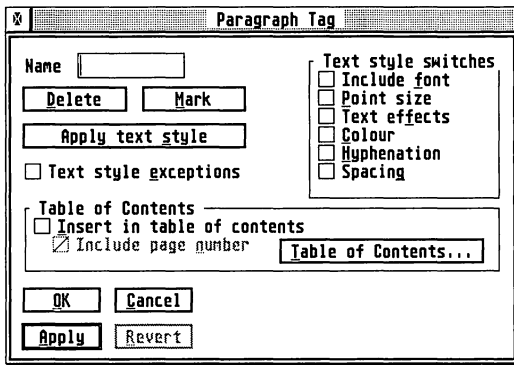 Paragraph Tag
Name
Delete
Mark
Apply text style
Text style exceptions
Text style switches
Include font
Point size
Text effects
Colour
Hyphenation
Spacing
Table of Contents
Insert in table of contents
Include page number
Table of Contents...
OK
Cancel
Apply
Revert